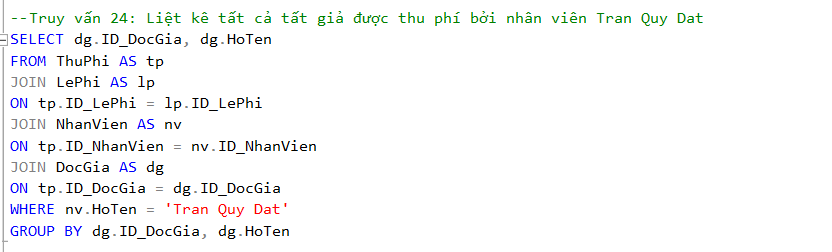 --Truy vấn 24: Liệt kê tất cả tất giả được thu phí bởi nhân viên Tran Quy Dat
SELECT dg.ID_DocGia, dg.HoTen
FROM ThuPhi AS tp
JOIN LePhi AS lp
ON tp.ID_LePhi = lp.ID_LePhi
JOIN NhanVien AS nv
ON tp.ID_NhanVien = nv.ID_NhanVien
JOIN DocGia AS dg
ON tp.ID_DocGia = dg.ID_DocGia
WHERE nv.HoTen = 'Tran Quy Dat'
GROUP BY dg.ID_DocGia, dg.HoTen